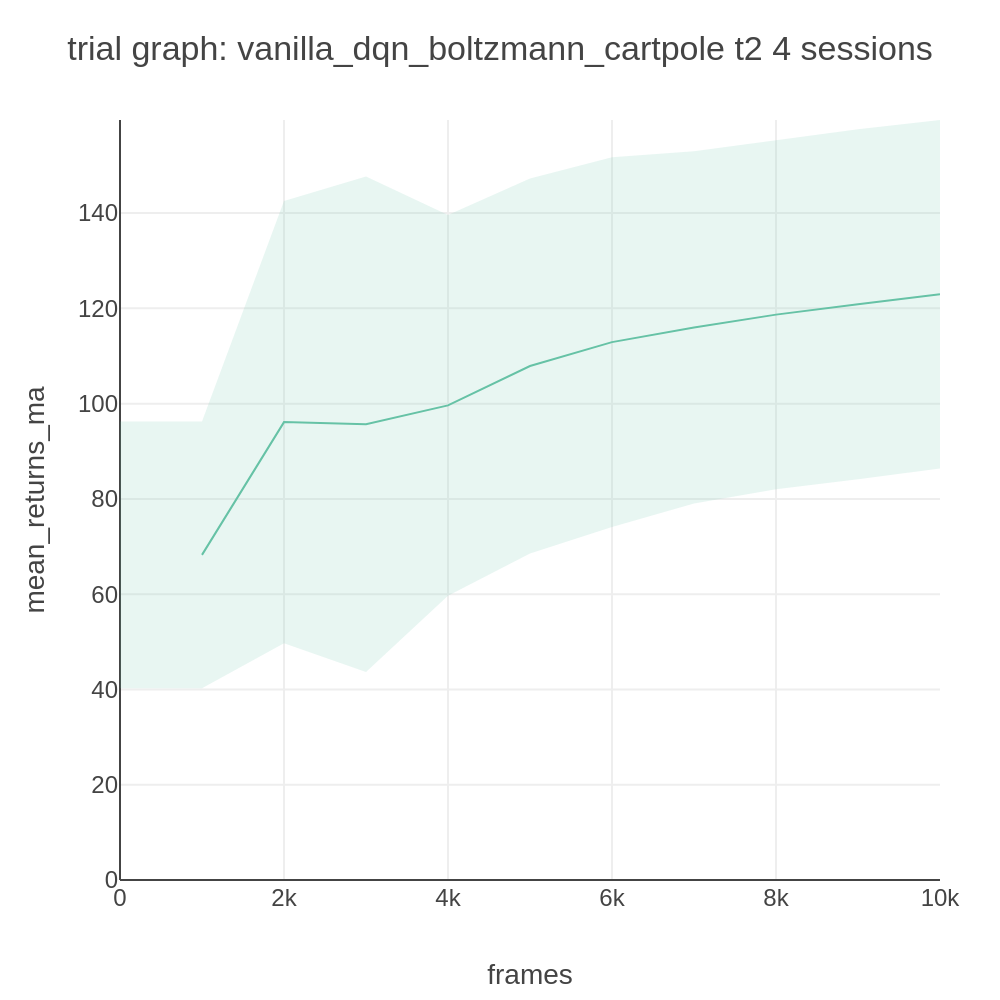 trial graph: vanilla_dqn_boltzmann_cartpole t2 4 sessions
mean_returns_ma
140
120
100
80
60
40
20
0
0 2k 4k 6k 8k 10k
frames